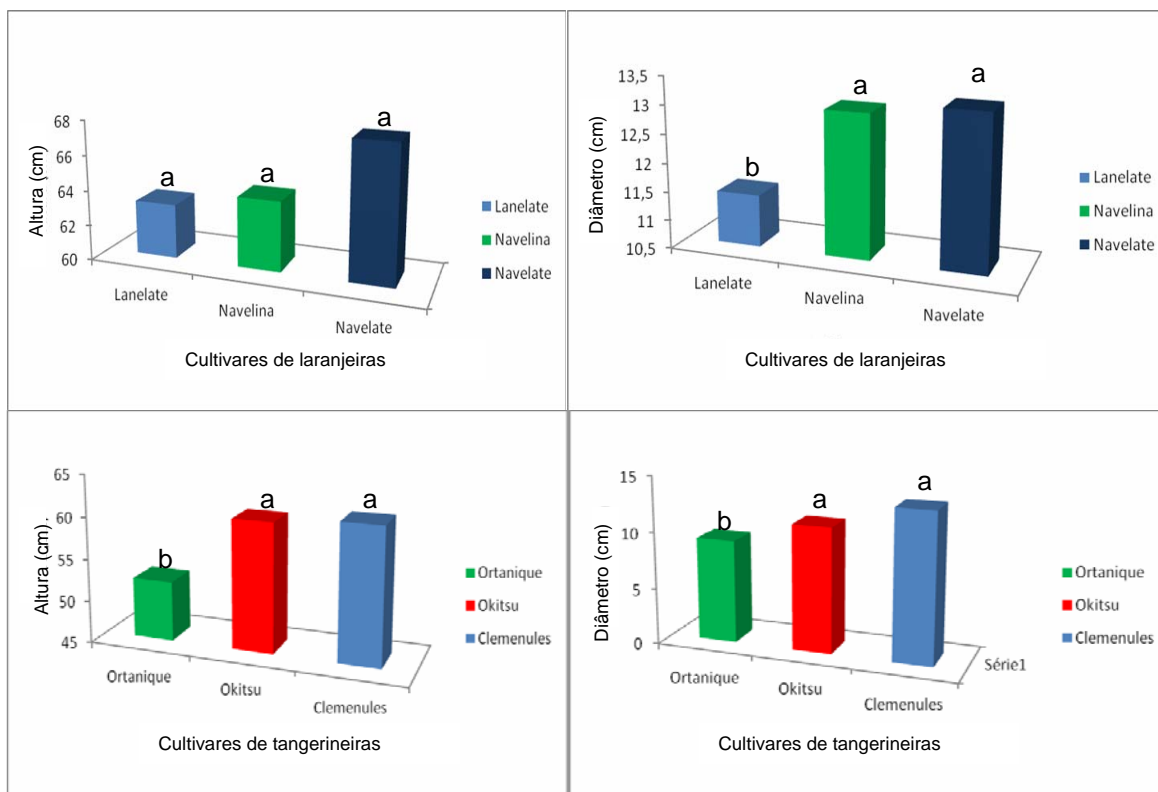 Altura (cm)
68
66
64
62
60
a
a
a
Lanelate
Navelina
Navelate
Lanelate
Navelina
Navelate
Cultivares de laranjeiras
Diâmetro (cm)
13,5
13
12,5
12
11,5
11
10,5
b
a
a
Lanelate
Navelina
Navelate
Lanelate
Navelina
Navelate
Cultivares de laranjeiras
Altura (cm).
65
60
55
50
45
b
a
a
Ortanique
Okitsu
Clemenules
Ortanique
Okitsu
Clemenules
Cultivares de tangerineiras
Diâmetro (cm)
15
10
5
0
b
a
a
Ortanique
Okitsu
Clemenules
Série1
Ortanique
Okitsu
Clemenules
Cultivares de tangerineiras